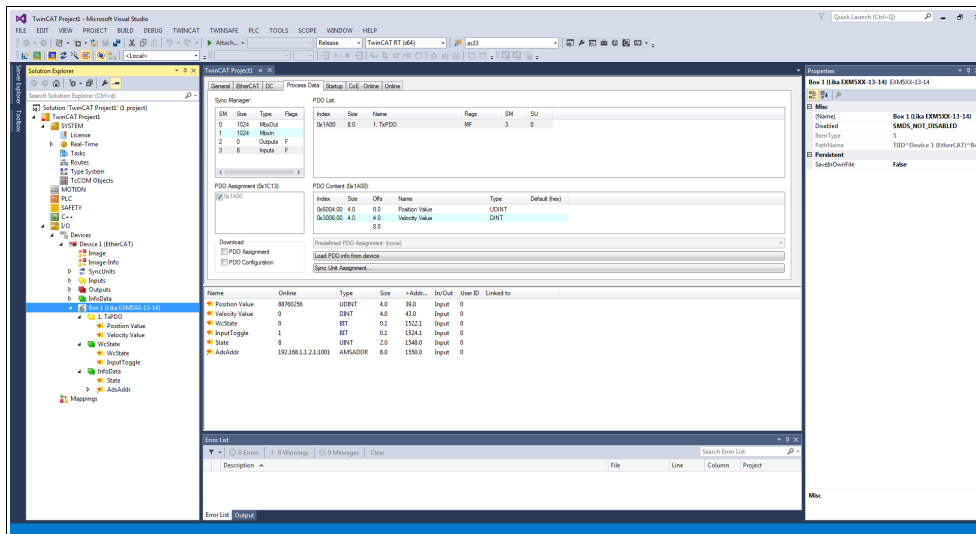 TwinCAT Project1 - Microsoft Visual Studio
Quick Launch (Ctrl+Q)
FILE EDIT VIEW PROJECT BUILD DEBUG TWINCAT TWINSAFE PLC TOOLS SCOPE WINDOW HELP
Attach... Release TwinCAT RT (x64) as33
<Local>
Server Explorer
Toolbox
Solution Explorer
Search Solution Explorer (Ctrl+è)
Solution 'TwinCAT Project1' (1 project)
TwinCAT Project1
SYSTEM
License
Real-Time
Tasks
Routes
Type System
TcCOM Objects
MOTION
PLC
SAFETY
C++
I/O
Devices
Device 1 (EtherCAT)
Image
Image-Info
SyncUnits
Inputs
Outputs
InfoData
Box 1 (Lika EXM5XX-13-14)
1. TxPDO
Position Value
Velocity Value
WcState
WcState
InputToggle
InfoData
State
AdsAddr
Mappings
TwinCAT Project1
General EtherCAT DC Process Data Startup CoE - Online Online
Sync Manager:
SM Size Type Flags
0 1024 MbxOut
1 1024 MbxIn
2 0 Outputs F
3 8 Inputs F
PDO List:
Index Size Name Flags SM SU
0x1A00 8.0 1. TxPDO MF 3 0
PDO Assignment (0x1C13):
0x1A00
PDO Content (0x1A00):
Index Size Offs Name Type Default (hex)
0x6004:00 4.0 0.0 Position Value UDINT
0x3006:00 4.0 4.0 Velocity Value DINT
8.0
Download
PDO Assignment
PDO Configuration
Predefined PDO Assignment: (none)
Load PDO info from device
Sync Unit Assignment...
Name Online Type Size >Addr... In/Out User ID Linked to
Position Value 88760256 UDINT 4.0 39.0 Input 0
Velocity Value 0 DINT 4.0 43.0 Input 0
WcState 0 BIT 0.1 1522.1 Input 0
InputToggle 1 BIT 0.1 1524.1 Input 0
State 8 UINT 2.0 1548.0 Input 0
AdsAddr 192.168.1.1.2.1:1001 AMSADDR 8.0 1550.0 Input 0
Error List
0 Errors 0 Warnings 0 Messages Clear
Search Error List
Description File Line Column Project
Error List Output
Properties
Box 1 (Lika EXM5XX-13-14) EXM5XX-13-14
Misc
(Name) Box 1 (Lika EXM5XX-13-14)
Disabled SMDS_NOT_DISABLED
ItemType 5
PathName TIID^Device 1 (EtherCAT)^B
Persistent
SaveInOwnFile False
Misc